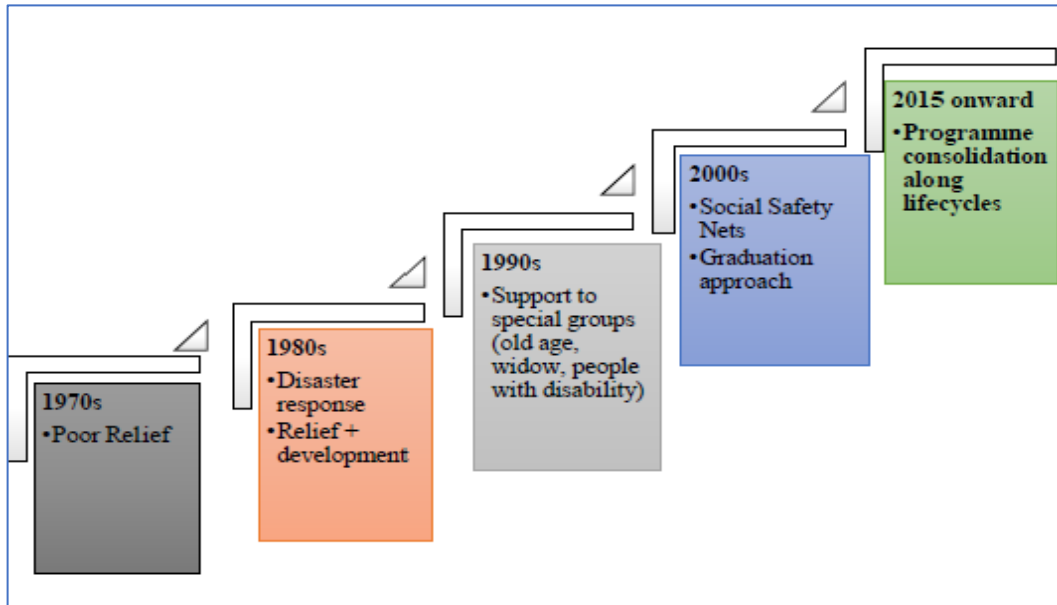 1970s
•Poor Relief
1980s
•Disaster
response
•Relief +
development
1990s
•Support to
special groups
(old age,
widow, people
with disability)
2000s
•Social Safety
Nets
•Graduation
approach
2015 onward
•Programme
consolidation
along
lifecycles